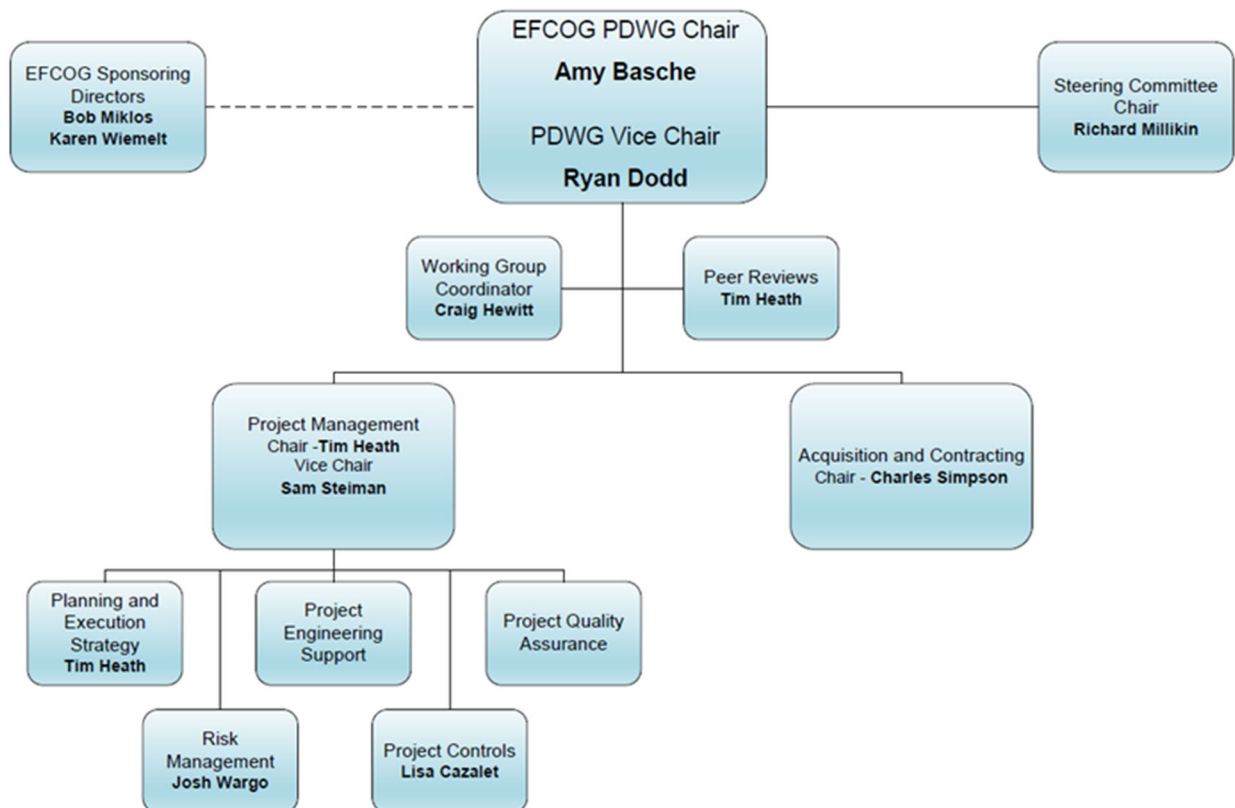 EFCOG PDWG Chair
Amy Basche
PDWG Vice Chair
Ryan Dodd
EFCOG Sponsoring
Directors
Bob Miklos
Karen Wiemelt
Steering Committee
Chair
Richard Millikin
Working Group
Coordinator
Craig Hewitt
Peer Reviews
Tim Heath
Project Management
Chair -Tim Heath
Vice Chair
Sam Steiman
Acquisition and Contracting
Chair - Charles Simpson
Planning and
Execution
Strategy
Tim Heath
Project
Engineering
Support
Project Quality
Assurance
Risk
Management
Josh Wargo
Project Controls
Lisa Cazalet